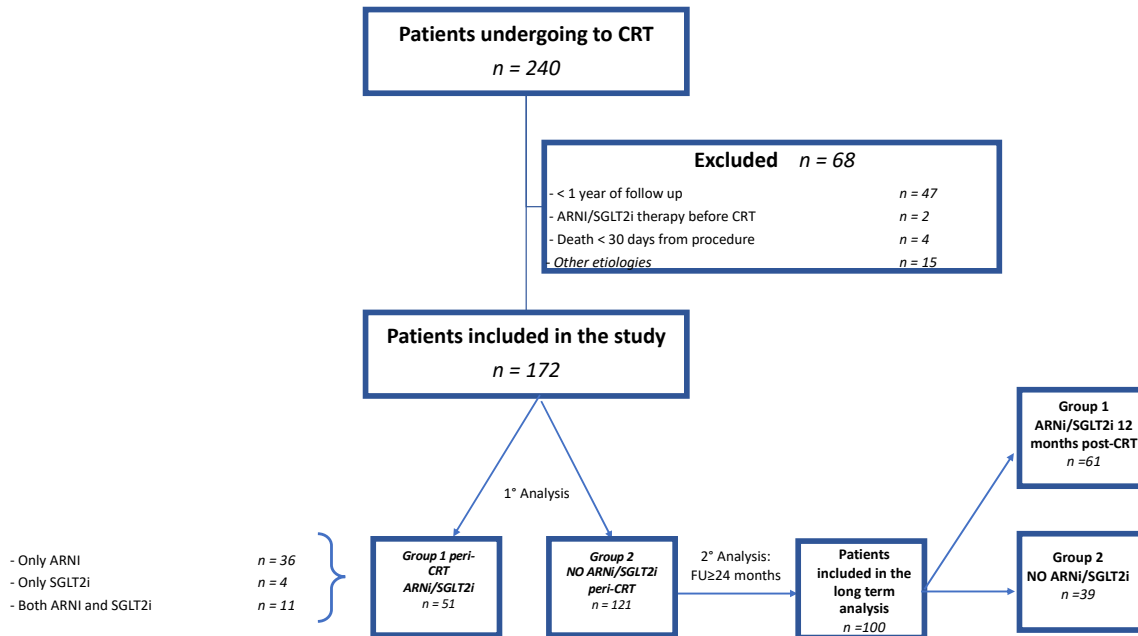 Patients undergoing to CRT
n = 240
Excluded n = 68
- < 1 year of follow up n = 47
- ARNI/SGLT2i therapy before CRT n = 2
- Death < 30 days from procedure n = 4
- Other etiologies n = 15
Patients included in the study
n = 172
1° Analysis
- Only ARNI n = 36
- Only SGLT2i n = 4
- Both ARNI and SGLT2i n = 11
Group 1 peri-
CRT
ARNi/SGLT2i
n = 51
Group 2
NO ARNi/SGLT2i
peri-CRT
n = 121
2° Analysis:
FU≥24 months
Patients
included in the
long term
analysis
n =100
Group 1
ARNi/SGLT2i 12
months post-CRT
n =61
Group 2
NO ARNi/SGLT2i
n =39